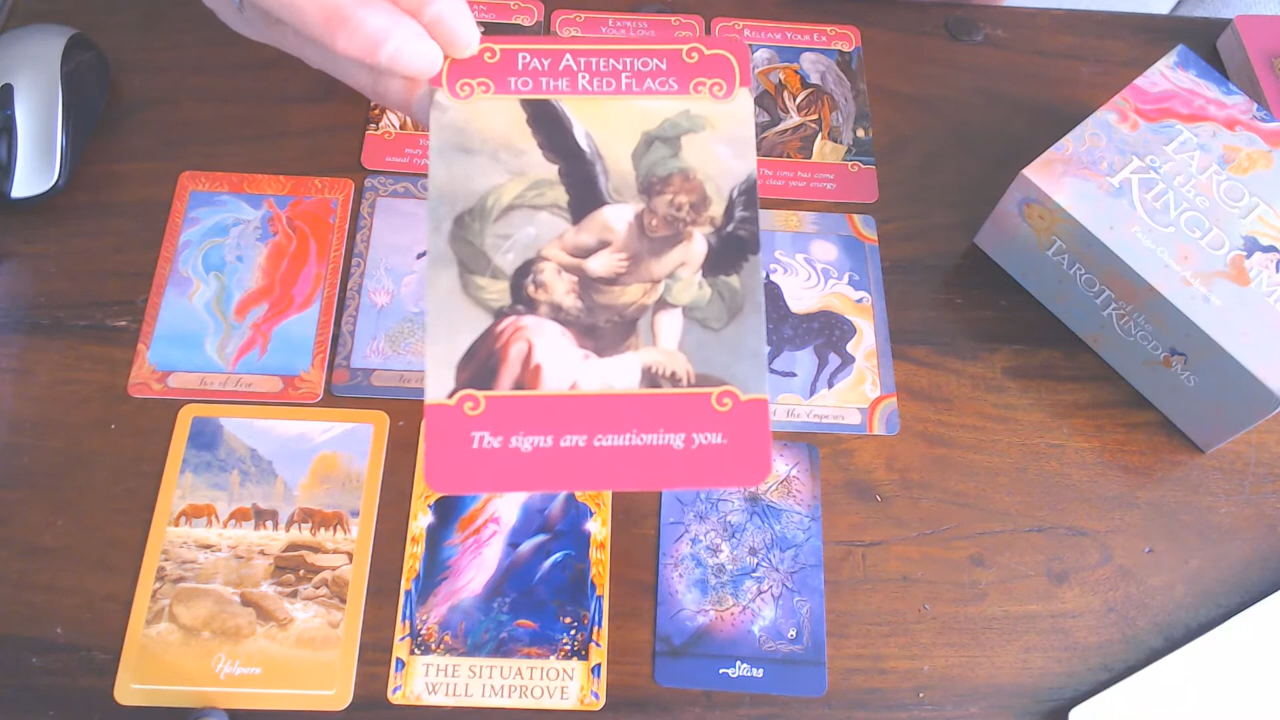 EXPRESS
YOUR LOVE
RELEASE YOUR EX
PAY ATTENTION
TO THE RED FLAGS
The time has come
to clear your energy
The signs are cautioning you.
may
usual
The Emperor
TAROT
of the
KINGDOMS
TAROT
of the
KINGDOMS
Helpers
THE SITUATION
WILL IMPROVE
8
Stars